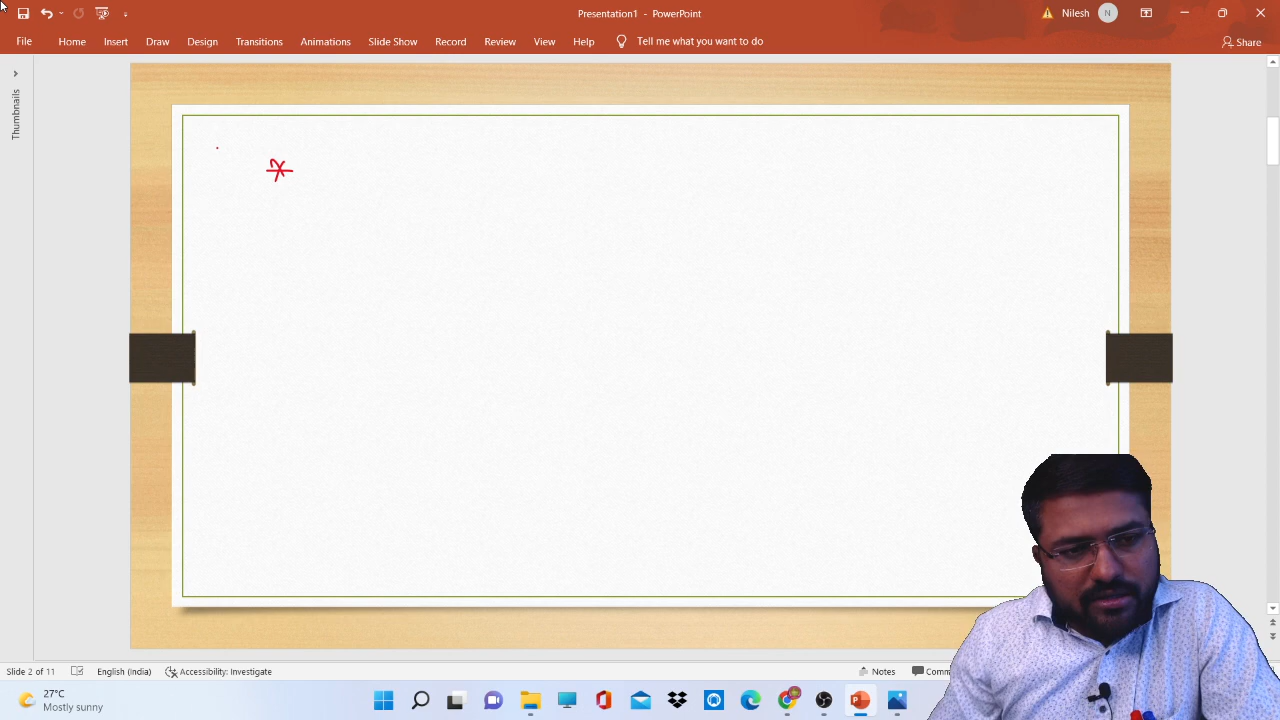 Presentation1 - PowerPoint
Nilesh
N
File Home Insert Draw Design Transitions Animations Slide Show Record Review View Help Tell me what you want to do
Share
Thumbnails
*
Slide 2 of 11 English (India) Accessibility: Investigate Notes
27°C
Mostly sunny